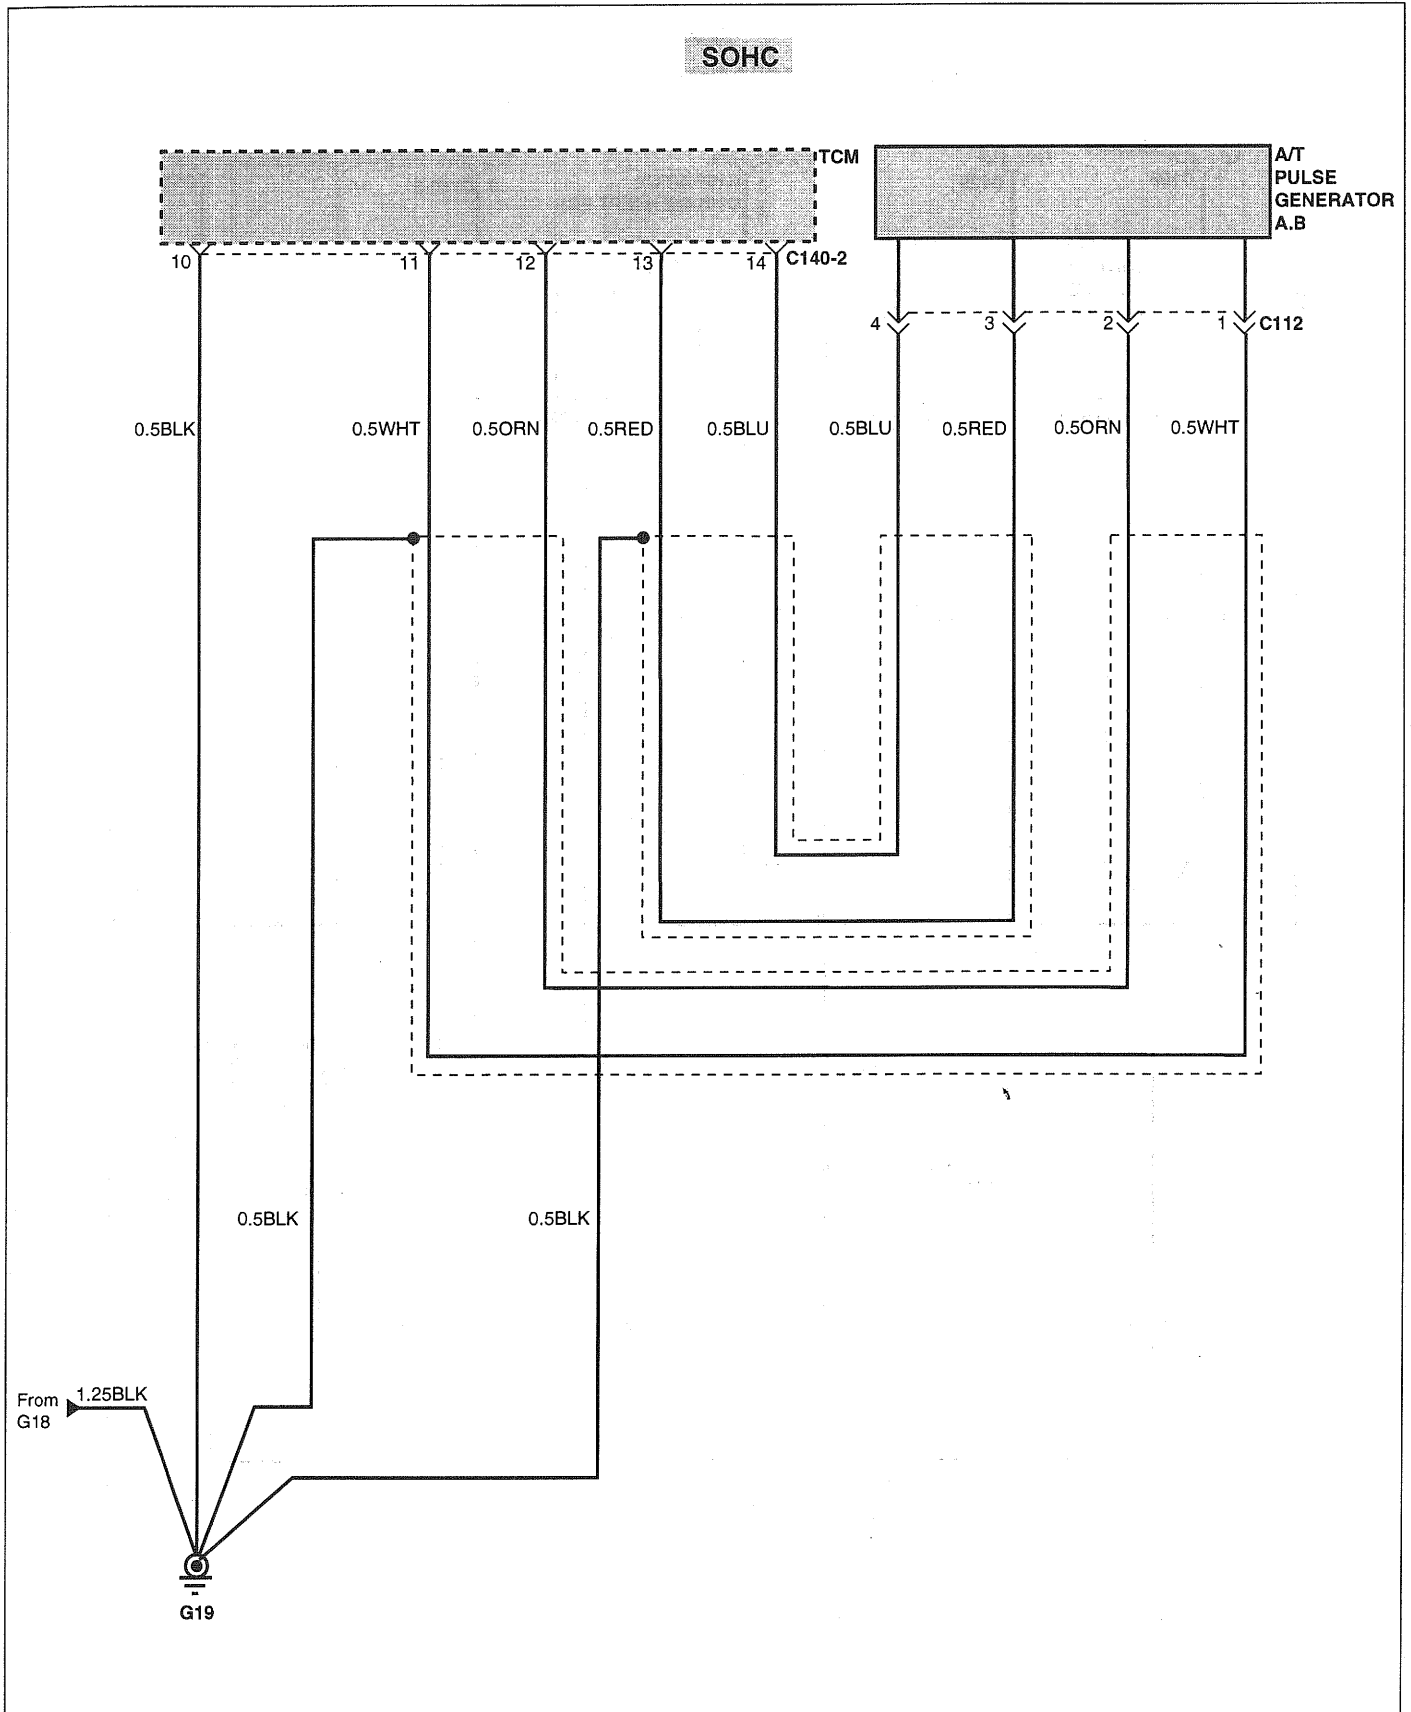 SOHC
TCM
A/T
PULSE
GENERATOR
A.B
10
11
12
13
14
C140-2
4
3
2
1
C112
0.5BLK
0.5WHT
0.5ORN
0.5RED
0.5BLU
0.5BLU
0.5RED
0.5ORN
0.5WHT
0.5BLK
0.5BLK
From
G18
1.25BLK
G19